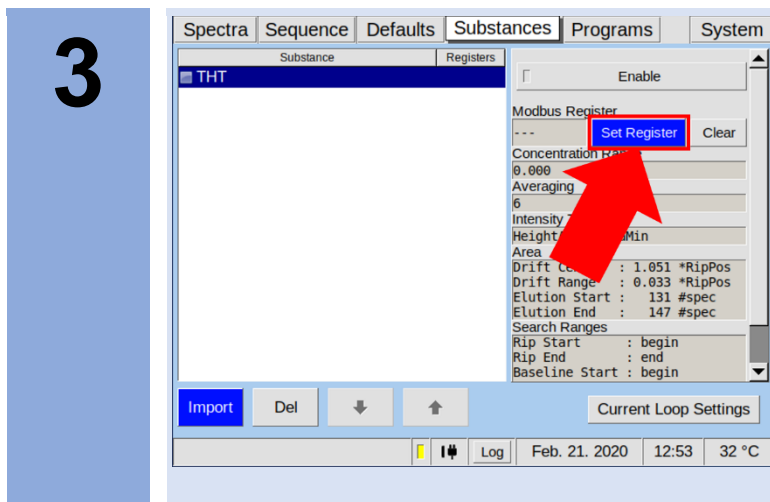 3
Spectra Sequence Defaults Substances Programs System
Substance Registers
THT
Enable
Modbus Register
--- Set Register Clear
Concentration
0.000
Averaging
6
Intensity
Height
Area
Drift : 1.051 *RipPos
Drift Range : 0.033 *RipPos
Elution Start : 131 #spec
Elution End : 147 #spec
Search Ranges
Rip Start : begin
Rip End : end
Baseline Start : begin
Import Del Current Loop Settings
Log Feb. 21. 2020 12:53 32 °C